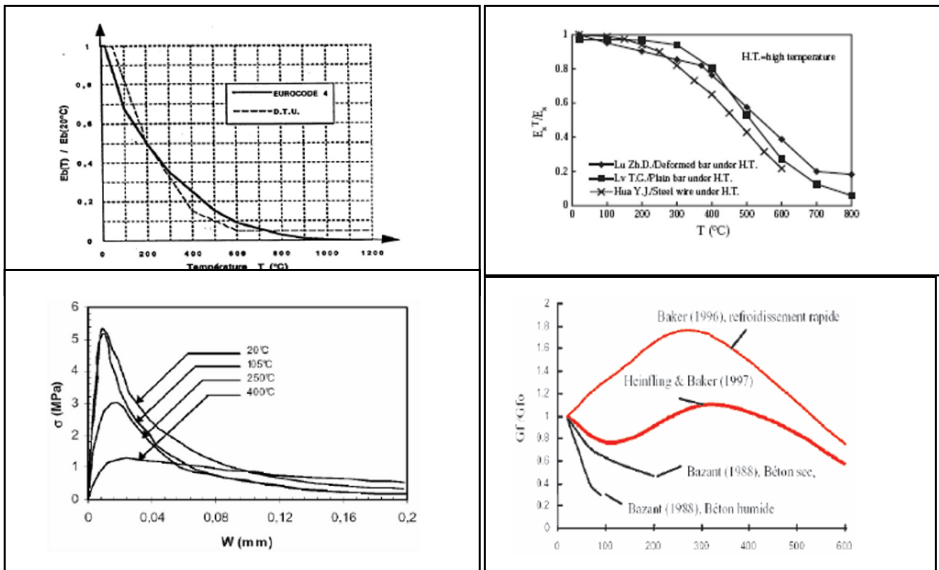 Eb(T) / Eb(20°C)
1
0,8
0,6
0,4
0,2
0
EUROCODE 4
D.T.U.
0 200 400 600 800 1000 1200
Température T (°C)
H.T.=high temperature
1
0.8
0.6
0.4
0.2
0
Lu Zh.D./Deformed bar under H.T.
Lv T.G./Plain bar under H.T.
Hua Y.J./Steel wire under H.T.
0 100 200 300 400 500 600 700 800
T (°C)
σ (MPa)
6
5
4
3
2
1
0
20°C
105°C
250°C
400°C
0 0,04 0,08 0,12 0,16 0,2
W (mm)
Gf/Gfo
2
1.8
1.6
1.4
1.2
1
0.8
0.6
0.4
0.2
0
Baker (1996), refroidissement rapide
Heinfling & Baker (1997)
Bazant (1988), Béton sec,
Bazant (1988), Béton humide
0 100 200 300 400 500 600